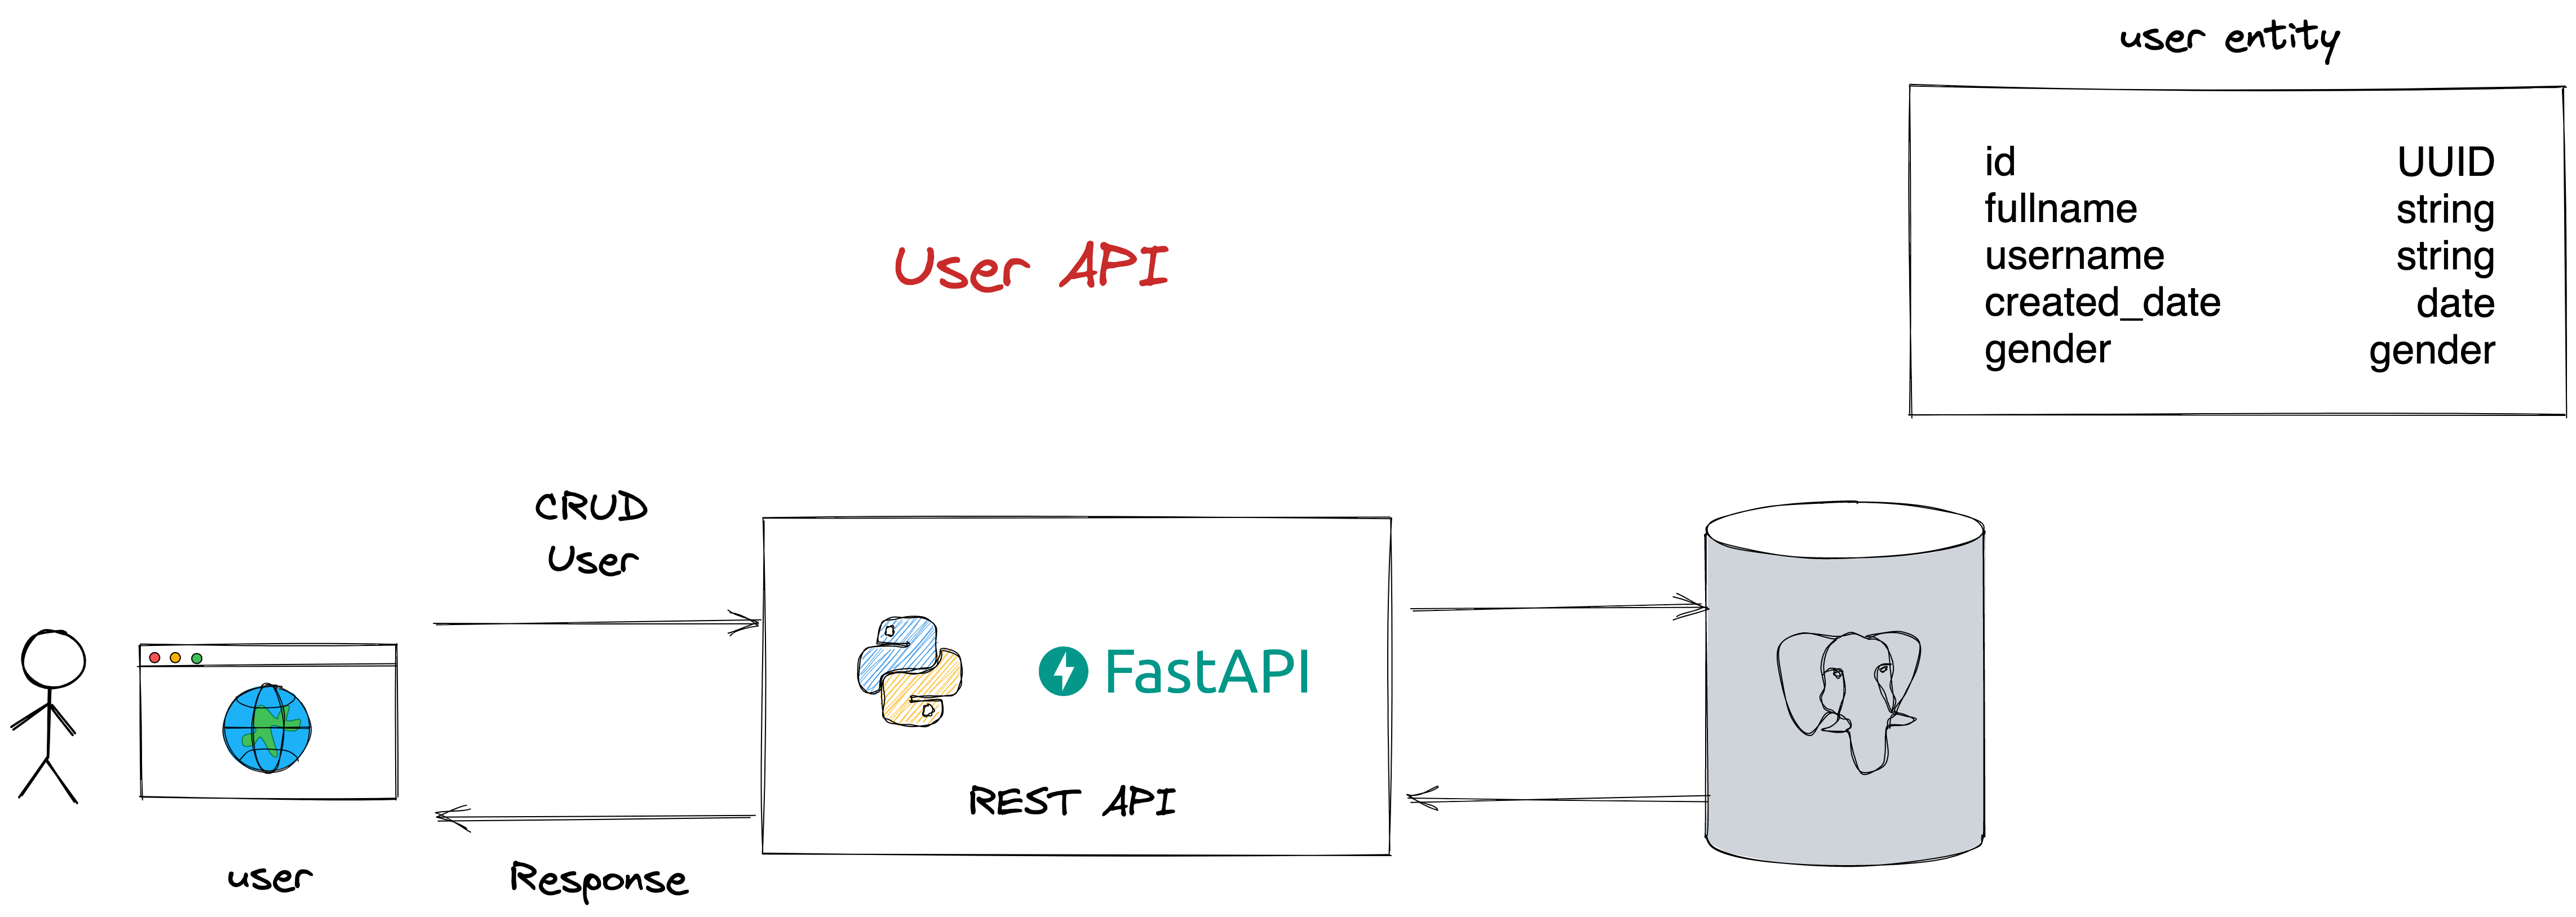 user entity
id UUID
fullname string
username string
created_date date
gender gender
User API
CRUD
User
FastAPI
REST API
user
Response